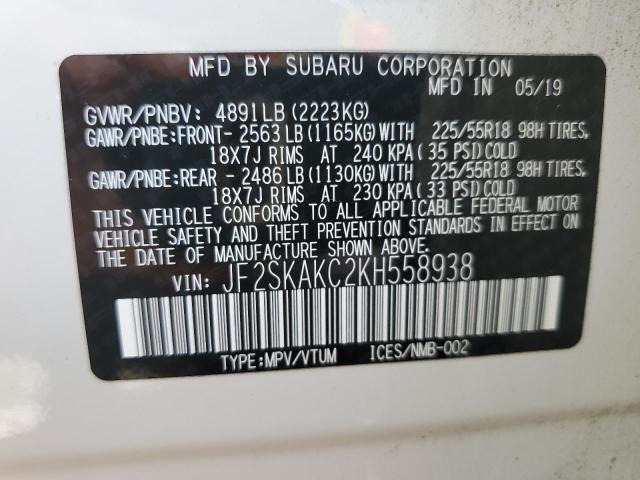 MFD BY SUBARU CORPORATION
MFD IN 05/19
GVWR/PNBV: 4891LB (2223KG)
GAWR/PNBE:FRONT- 2563 LB (1165KG) WITH 225/55R18 98H TIRES,
18X7J RIMS AT 240 KPA (35 PSI) COLD
GAWR/PNBE:REAR - 2486 LB (1130KG) WITH 225/55R18 98H TIRES,
18X7J RIMS AT 230 KPA (33 PSI) COLD
THIS VEHICLE CONFORMS TO ALL APPLICABLE FEDERAL MOTOR
VEHICLE SAFETY AND THEFT PREVENTION STANDARDS IN EFFECT ON
THE DATE OF MANUFACTURE SHOWN ABOVE.
VIN: JF2SKAKC2KH558938
TYPE:MPV/VTUM ICES/NMB-002